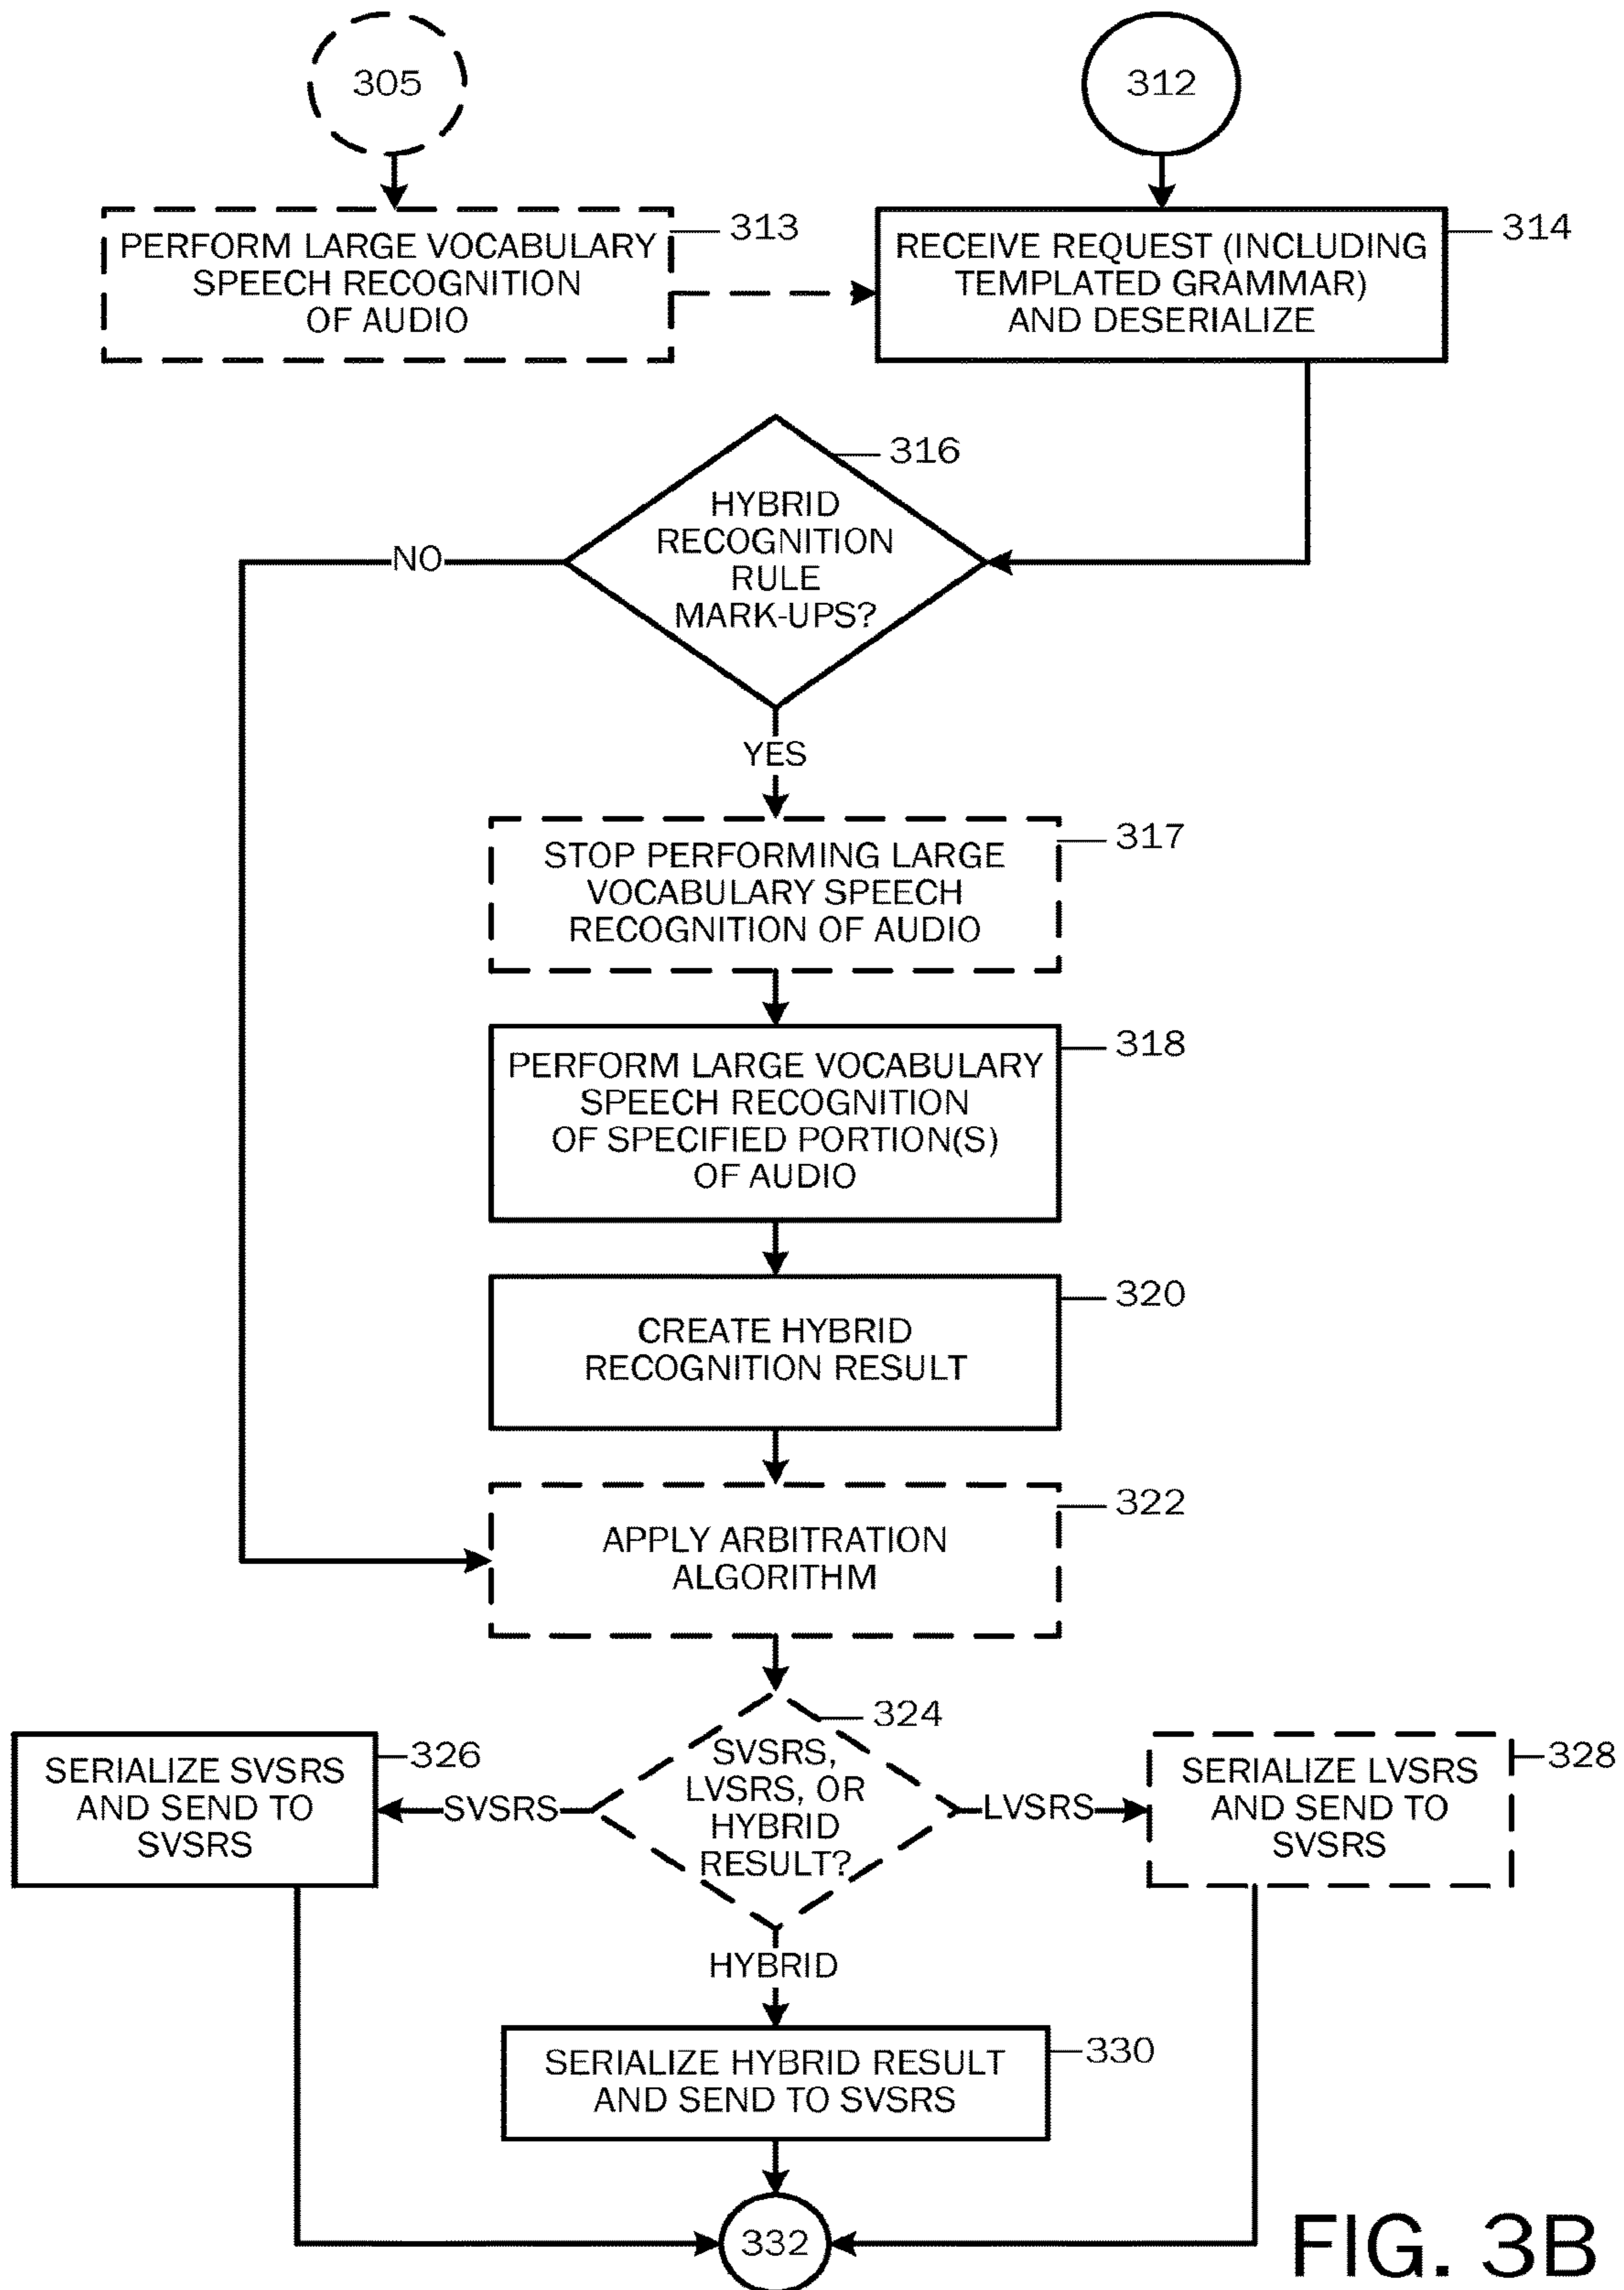 305
312
PERFORM LARGE VOCABULARY
SPEECH RECOGNITION
OF AUDIO
313
RECEIVE REQUEST (INCLUDING
TEMPLATED GRAMMAR)
AND DESERIALIZE
314
316
HYBRID
RECOGNITION
RULE
MARK-UPS?
NO
YES
317
STOP PERFORMING LARGE
VOCABULARY SPEECH
RECOGNITION OF AUDIO
318
PERFORM LARGE VOCABULARY
SPEECH RECOGNITION
OF SPECIFIED PORTION(S)
OF AUDIO
320
CREATE HYBRID
RECOGNITION RESULT
322
APPLY ARBITRATION
ALGORITHM
324
SVSRS,
LVSRS, OR
HYBRID
RESULT?
326
SERIALIZE SVSRS
AND SEND TO
SVSRS
SVSRS
LVSRS
328
SERIALIZE LVSRS
AND SEND TO
SVSRS
HYBRID
330
SERIALIZE HYBRID RESULT
AND SEND TO SVSRS
332
FIG. 3B